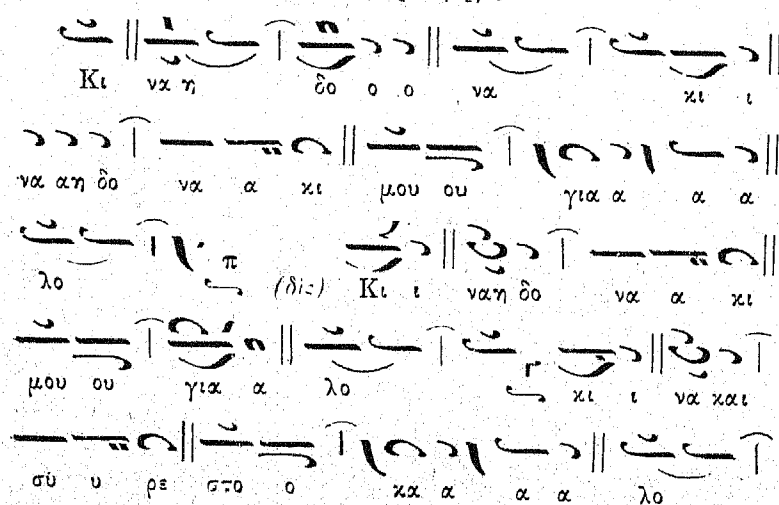 Κι να η δο ο ο να κι ι
να αη δο να α κι μου ου για α α α
λο π (δὶς) Κι ι ναη δο να α κι
μου ου για α λο Γ κι ι να και
σύ υ ρε στο ο κα α α α λο